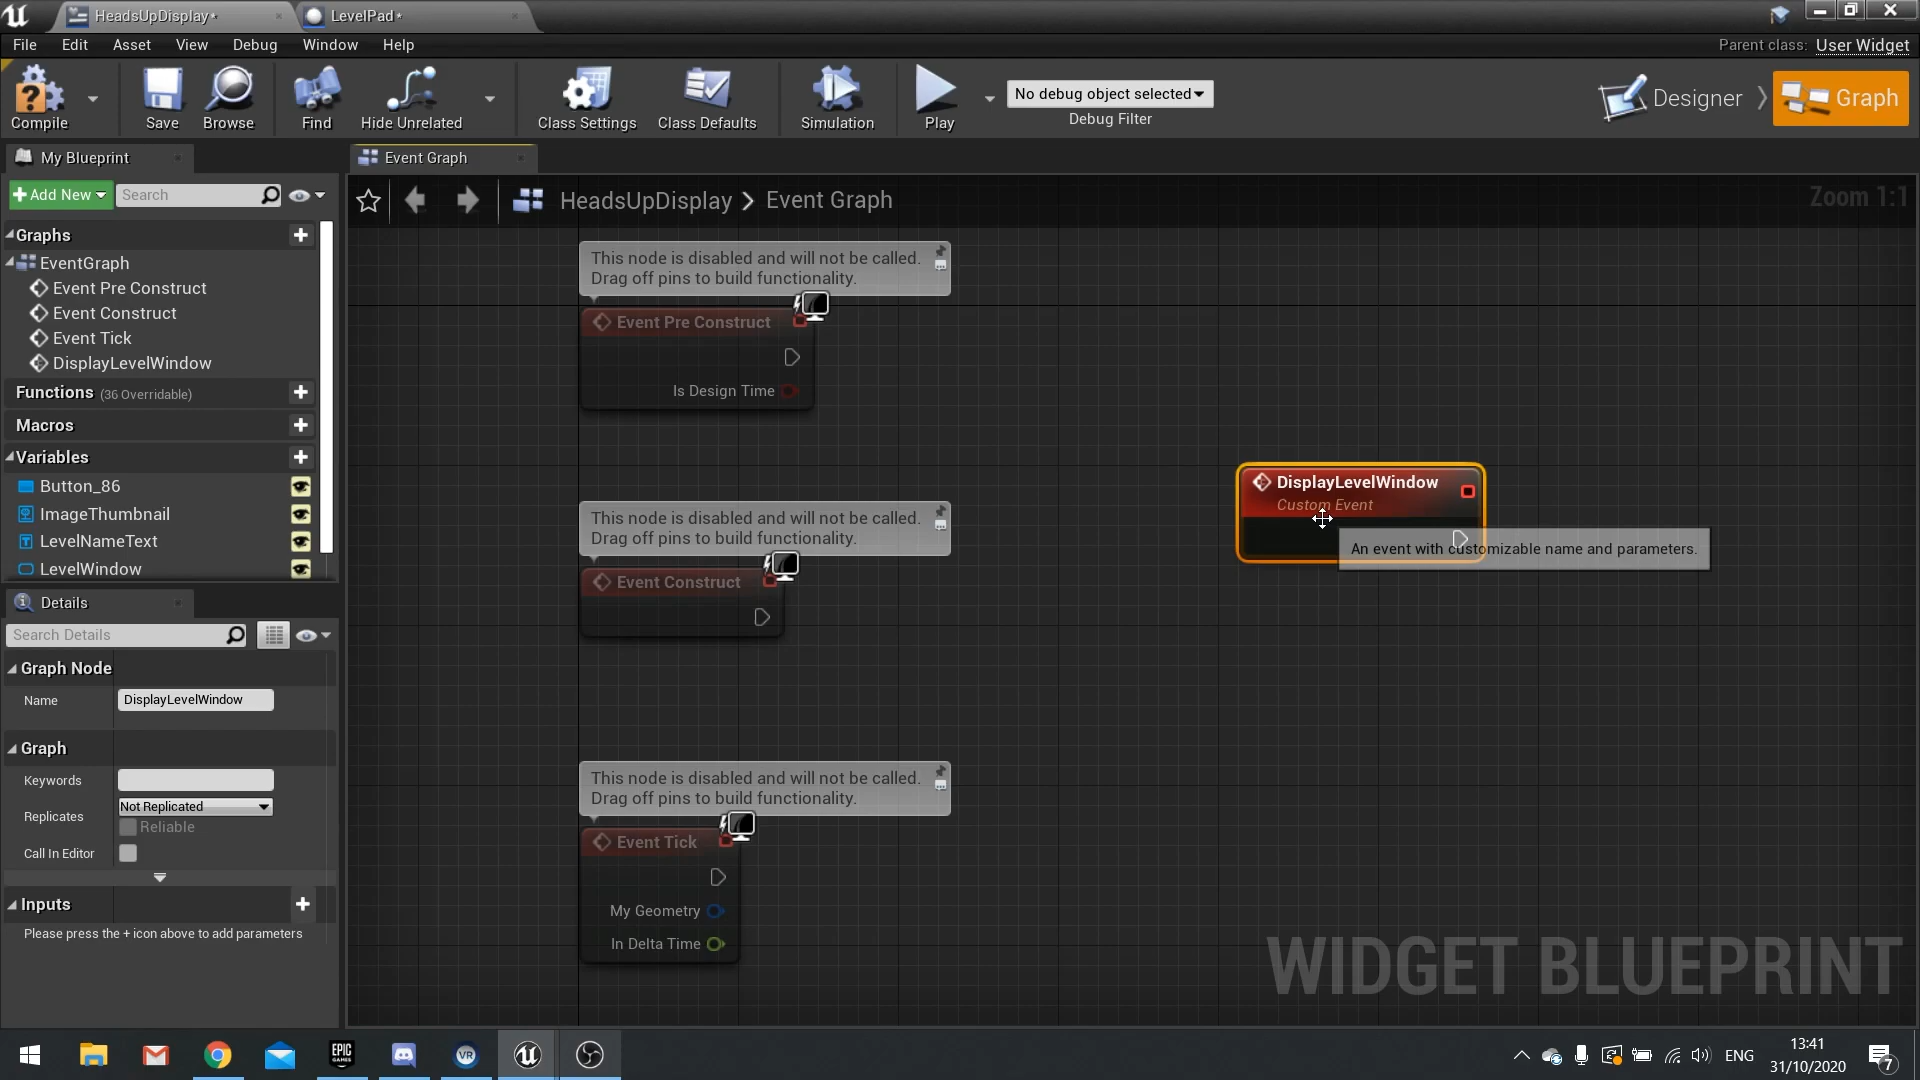 HeadsUpDisplay*
LevelPad*
File Edit Asset View Debug Window Help
Parent class: User Widget
Compile
Save
Browse
Find
Hide Unrelated
Class Settings
Class Defaults
Simulation
Play
No debug object selected
Debug Filter
Designer
Graph
My Blueprint
Event Graph
Add New
Search
HeadsUpDisplay > Event Graph
Zoom 1:1
Graphs
EventGraph
Event Pre Construct
Event Construct
Event Tick
DisplayLevelWindow
Functions (36 Overridable)
Macros
Variables
Button_86
ImageThumbnail
LevelNameText
LevelWindow
This node is disabled and will not be called.
Drag off pins to build functionality.
Event Pre Construct
Is Design Time
This node is disabled and will not be called.
Drag off pins to build functionality.
Event Construct
DisplayLevelWindow
Custom Event
An event with customizable name and parameters.
This node is disabled and will not be called.
Drag off pins to build functionality.
Event Tick
My Geometry
In Delta Time
Details
Search Details
Graph Node
Name DisplayLevelWindow
Graph
Keywords
Replicates Not Replicated
Reliable
Call In Editor
Inputs
Please press the + icon above to add parameters
WIDGET BLUEPRINT
EPIC
GAMES
VR
ENG
13:41
31/10/2020
7